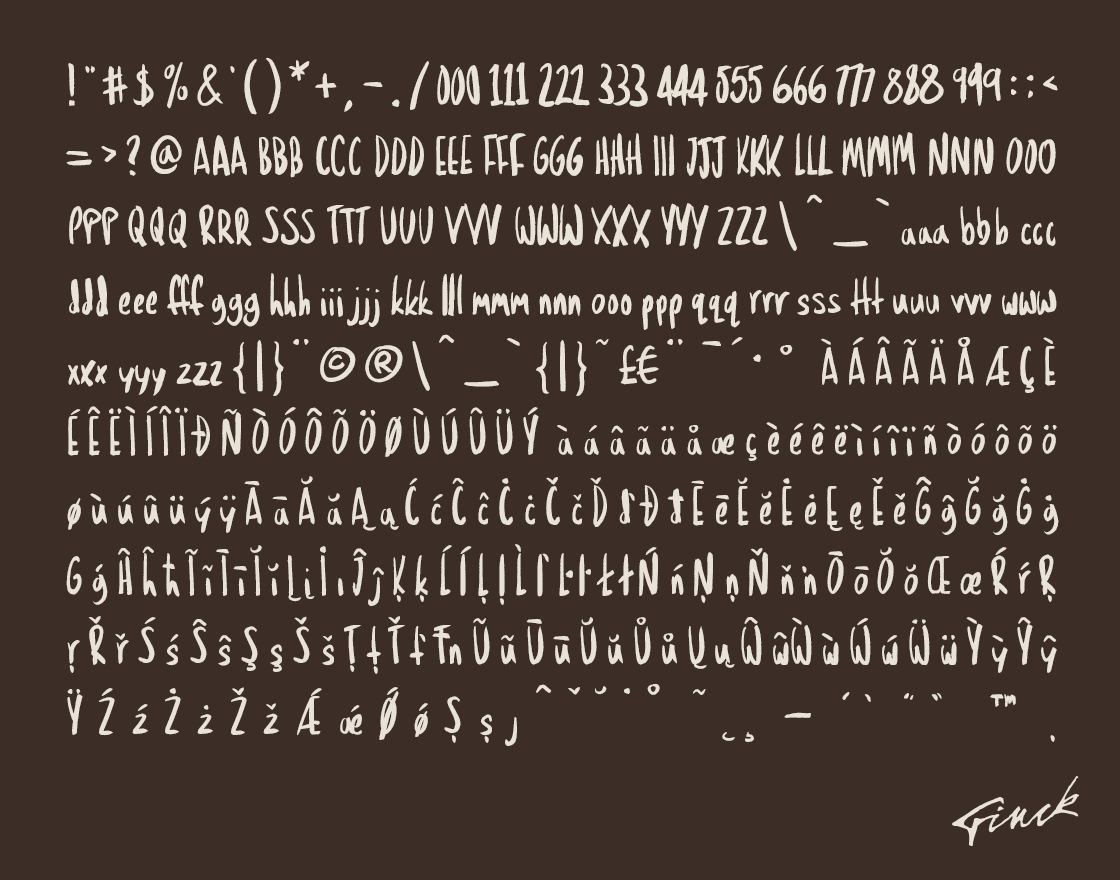 ! " # $ % & ' ( ) * + , - . / 000 111 222 333 444 555 666 777 888 999 : ; <
= > ? @ AAA BBB CCC DDD EEE FFF GGG HHH III JJJ KKK LLL MMM NNN OOO
PPP QQQ RRR SSS TTT UUU VVV WWW XXX YYY ZZZ \ ^ _ ` aaa bbb ccc
ddd eee fff ggg hhh iii jjj kkk lll mmm nnn ooo ppp qqq rrr sss ttt uuu vvv www
xxx yyy zzz { | } ¨ © ® \ ^ _ ` { | } ~ £ € ¨ ¯ ´ · ° À Á Â Ã Ä Å Æ Ç È
É Ê Ë Ì Í Î Ï Ð Ñ Ò Ó Ô Õ Ö Ø Ù Ú Û Ü Ý à á â ã ä å æ ç è é ê ë ì í î ï ñ ò ó ô õ ö
ø ù ú û ü ý ÿ Ā ā Ă ă Ą ą Ć ć Ĉ ĉ Ċ ċ Č č Ď ď Đ đ Ē ē Ĕ ĕ Ė ė Ę ę Ě ě Ĝ ĝ Ğ ğ Ġ ġ
Ģ ģ Ĥ ĥ ħ Ĩ ĩ Ī ī Ĭ ĭ Į į İ ı Ĵ ĵ Ķ ķ Ĺ ĺ Ļ ļ Ľ ľ Ŀ ŀ Ł ł Ń ń Ņ ņ Ň ň ŉ Ō ō Ŏ ŏ Œ œ Ŕ ŕ Ŗ
ŗ Ř ř Ś ś Ŝ ŝ Ş ş Š š Ţ ţ Ť ť Ŧ Ũ ũ Ū ū Ŭ ŭ Ů ů Ų ų Ŵ ŵ Ẁ ẁ Ẃ ẃ Ẅ ẅ Ỳ ỳ Ŷ ŷ
Ÿ Ź ź Ż ż Ž ž Ǽ ǽ Ǿ ǿ Ș ș ȷ ˆ ˇ ˘ ˙ ˚ ˜ — ™
Finck